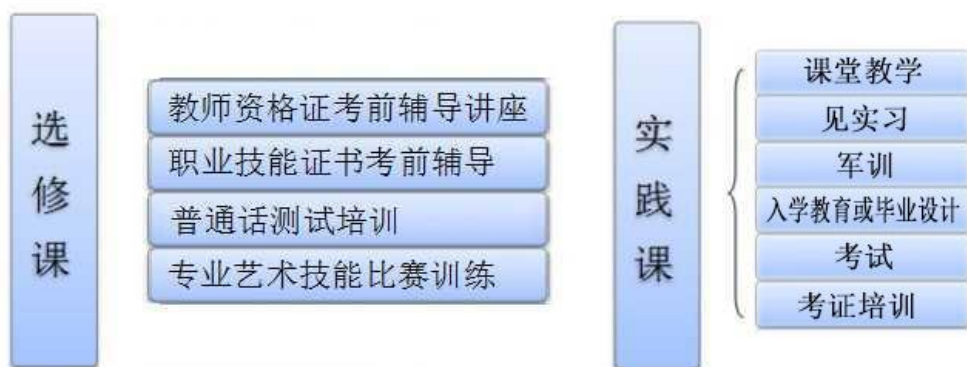 选修课
教师资格证考前辅导讲座
职业技能证书考前辅导
普通话测试培训
专业艺术技能比赛训练
实践课
课堂教学
见实习
军训
入学教育或毕业设计
考试
考证培训